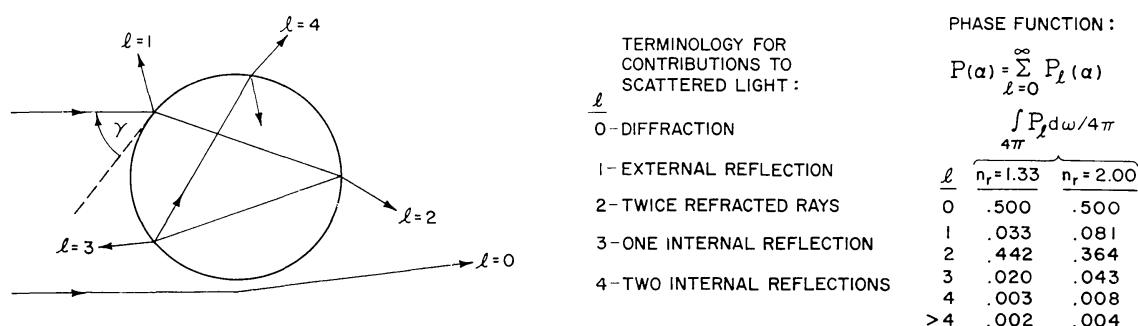 ℓ=1
ℓ=4
γ
ℓ=2
ℓ=3
ℓ=0
TERMINOLOGY FOR
CONTRIBUTIONS TO
SCATTERED LIGHT:
ℓ
0-DIFFRACTION
1-EXTERNAL REFLECTION
2-TWICE REFRACTED RAYS
3-ONE INTERNAL REFLECTION
4-TWO INTERNAL REFLECTIONS
PHASE FUNCTION:
P(α)=∑_{ℓ=0}^{∞} P_ℓ(α)
∫_{4π} P_ℓ dω/4π
ℓ n_r=1.33 n_r=2.00
0 .500 .500
1 .033 .081
2 .442 .364
3 .020 .043
4 .003 .008
>4 .002 .004